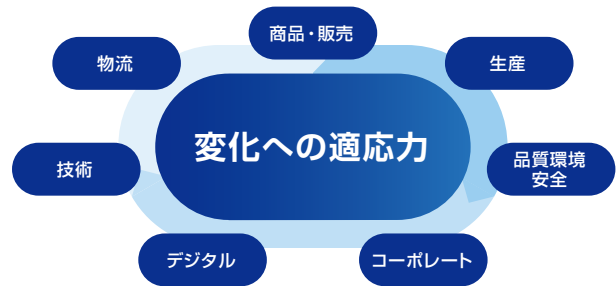 商品・販売
物流
生産
変化への適応力
技術
品質環境
安全
デジタル
コーポレート